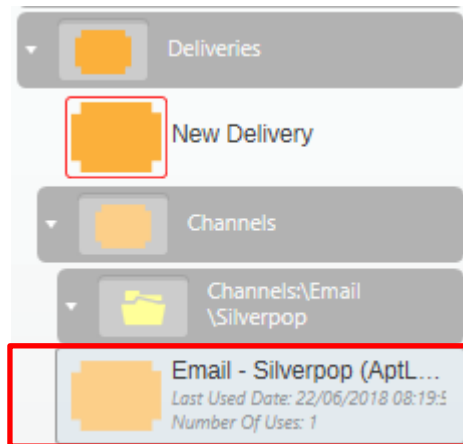 Deliveries
New Delivery
Channels
Channels:\Email
\Silverpop
Email - Silverpop (AptL...
Last Used Date: 22/06/2018 08:19:5
Number Of Uses: 1